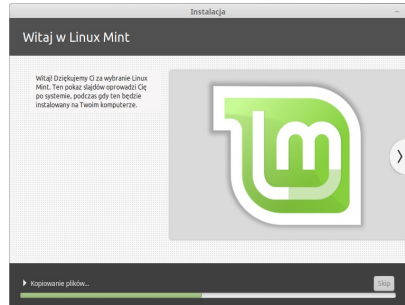 Instalacja
Witaj w Linux Mint
Witaj! Dziękujemy Ci za wybranie Linux
Mint. Ten pokaz slajdów oprowadzi Cię
po systemie, podczas gdy ten będzie
instalowany na Twoim komputerze.
Kopiowanie plików...
Skip